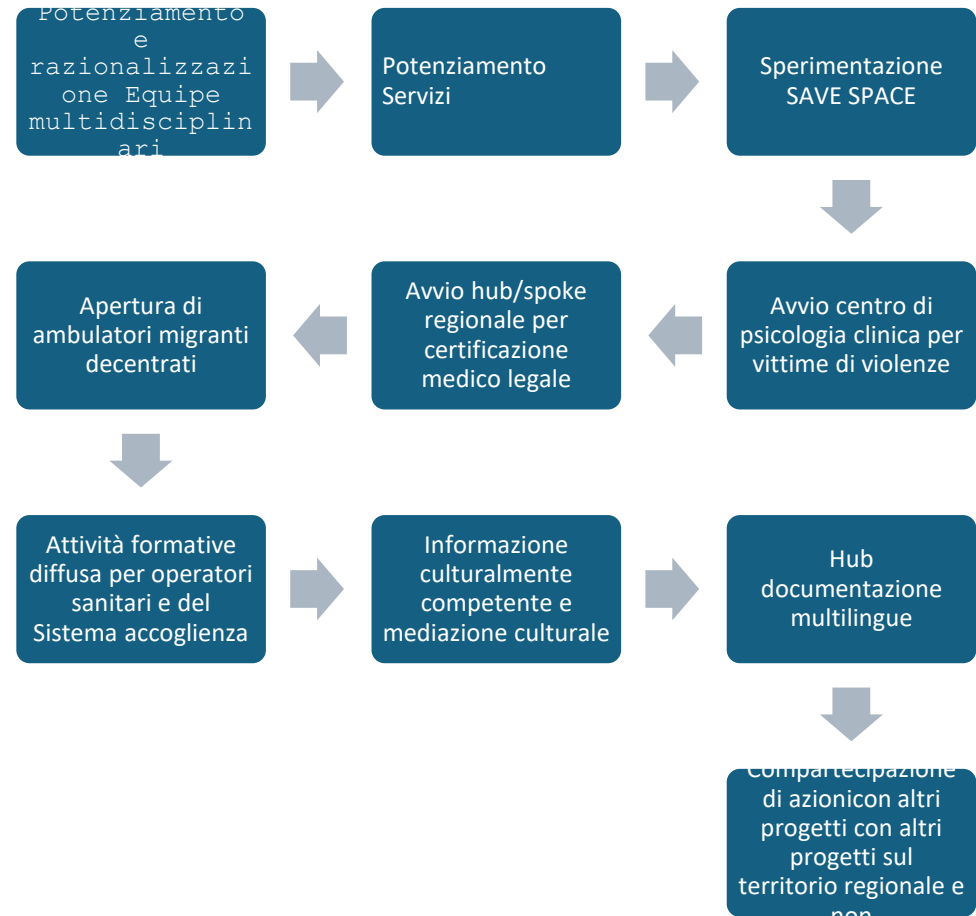 Potenziamento
e
razionalizzazi
one Equipe
multidisciplin
ari
Potenziamento
Servizi
Sperimentazione
SAVE SPACE
Avvio centro di
psicologia clinica per
vittime di violenze
Avvio hub/spoke
regionale per
certificazione
medico legale
Apertura di
ambulatori migranti
decentrati
Attività formative
diffusa per operatori
sanitari e del
Sistema accoglienza
Informazione
culturalmente
competente e
mediazione culturale
Hub
documentazione
multilingue
Compartecipazione
di azionicon altri
progetti con altri
progetti sul
territorio regionale e
non